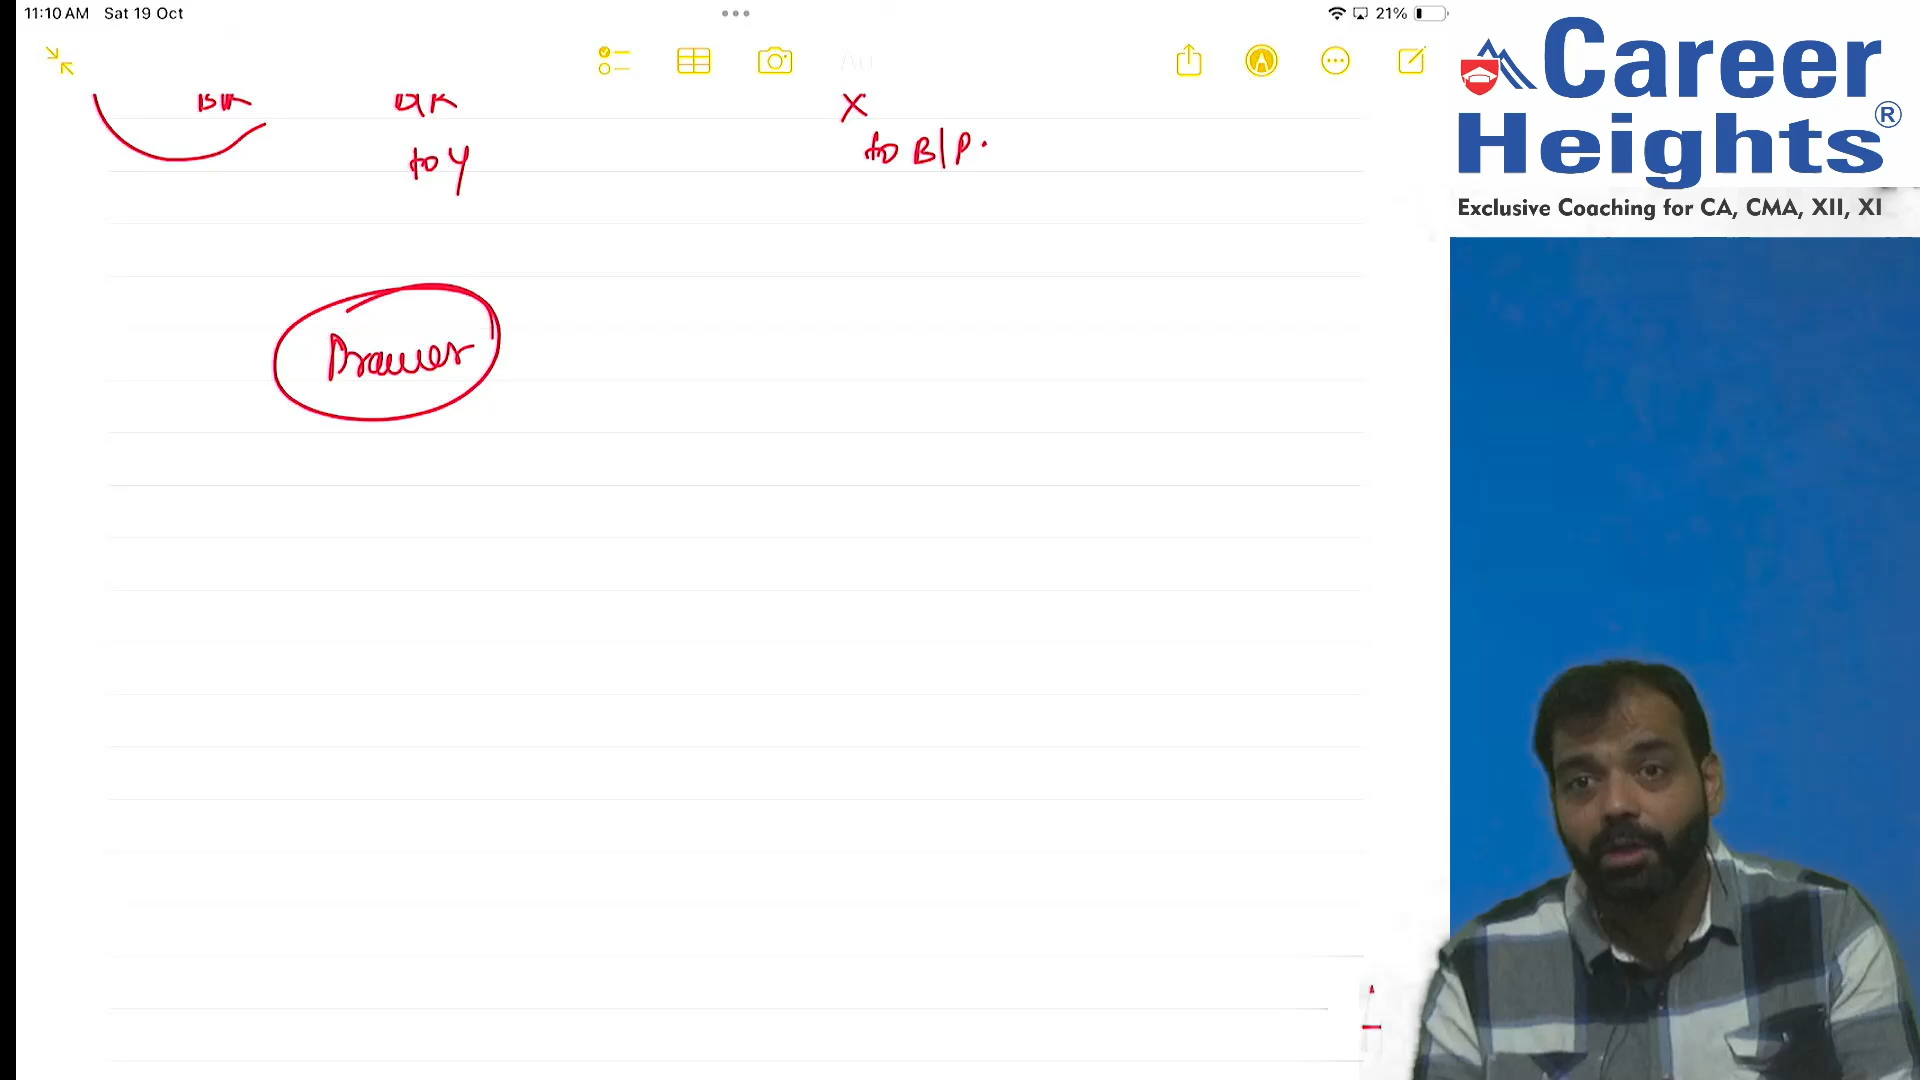 11:10 AM Sat 19 Oct
21%
Career
Heights®
Exclusive Coaching for CA, CMA, XII, XI
B/R B/R X
to Y to B/P.
Drawer